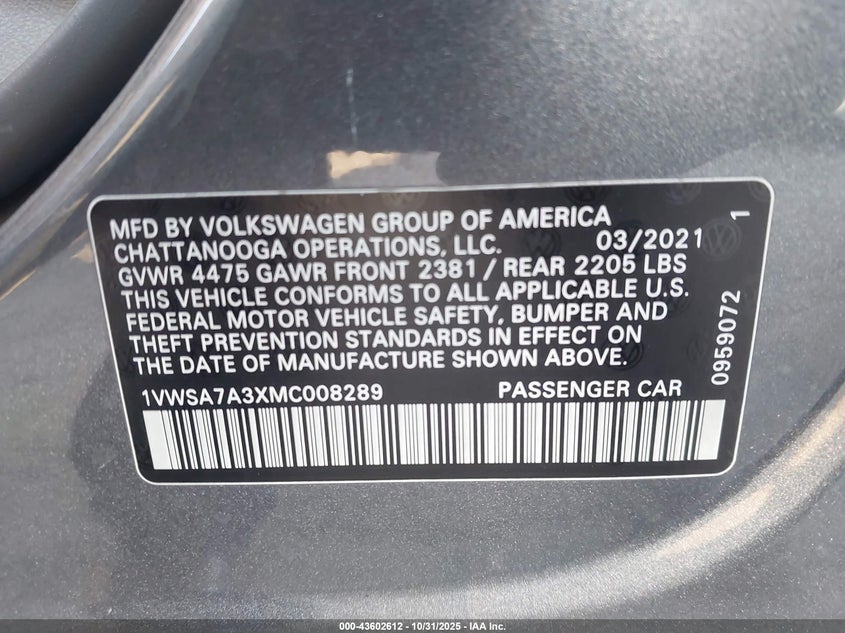 MFD BY VOLKSWAGEN GROUP OF AMERICA
CHATTANOOGA OPERATIONS, LLC. 03/2021
GVWR 4475 GAWR FRONT 2381 / REAR 2205 LBS
THIS VEHICLE CONFORMS TO ALL APPLICABLE U.S.
FEDERAL MOTOR VEHICLE SAFETY, BUMPER AND
THEFT PREVENTION STANDARDS IN EFFECT ON
THE DATE OF MANUFACTURE SHOWN ABOVE.
1VWSA7A3XMC008289 PASSENGER CAR
0959072 1
000-43602612 - 10/31/2025 - IAA Inc.